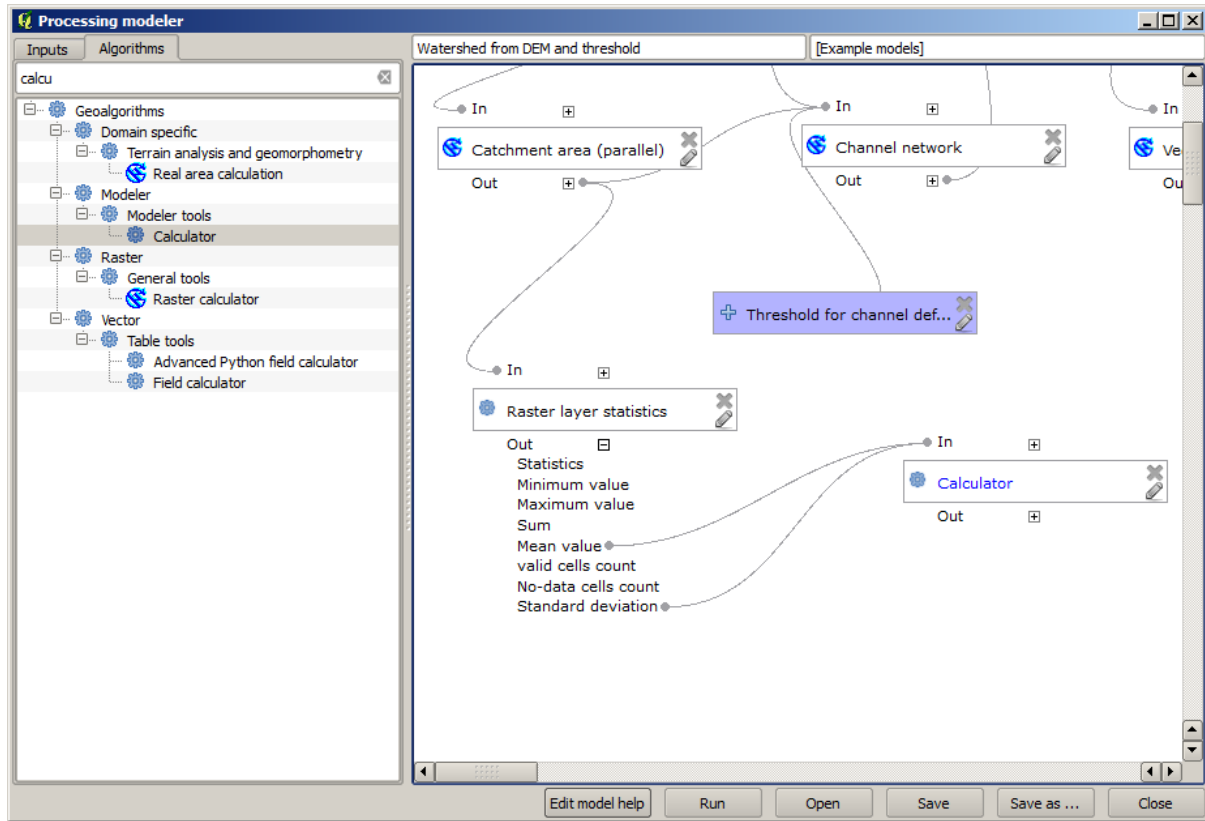 Processing modeler
Inputs Algorithms
Watershed from DEM and threshold [Example models]
calcu
Geoalgorithms
Domain specific
Terrain analysis and geomorphometry
Real area calculation
Modeler
Modeler tools
Calculator
Raster
General tools
Raster calculator
Vector
Table tools
Advanced Python field calculator
Field calculator
In
Catchment area (parallel)
Out
In
Channel network
Out
In
Ve
Ou
Threshold for channel def...
In
Raster layer statistics
Out
Statistics
Minimum value
Maximum value
Sum
Mean value
valid cells count
No-data cells count
Standard deviation
In
Calculator
Out
Edit model help Run Open Save Save as ... Close